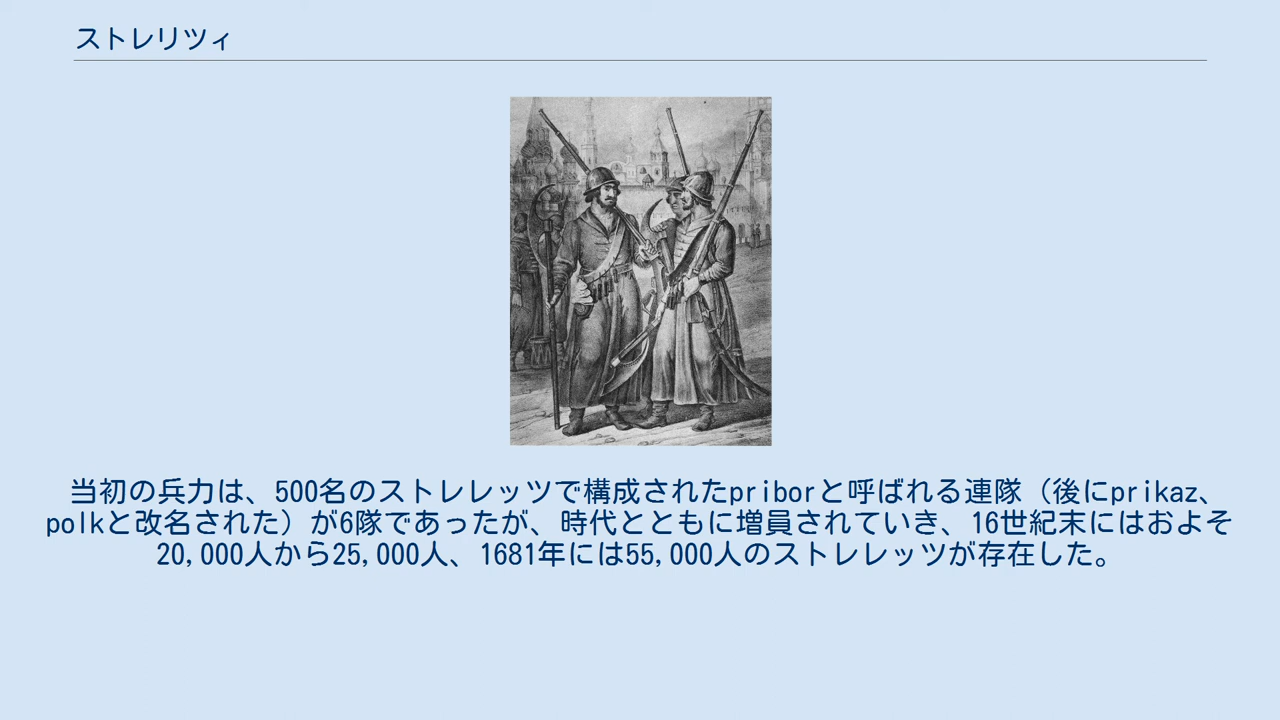 ストレリツィ
当初の兵力は、500名のストレレッツで構成されたpriborと呼ばれる連隊（後にprikaz、
polkと改名された）が6隊であったが、時代とともに増員されていき、16世紀末にはおよそ
20,000人から25,000人、1681年には55,000人のストレレッツが存在した。